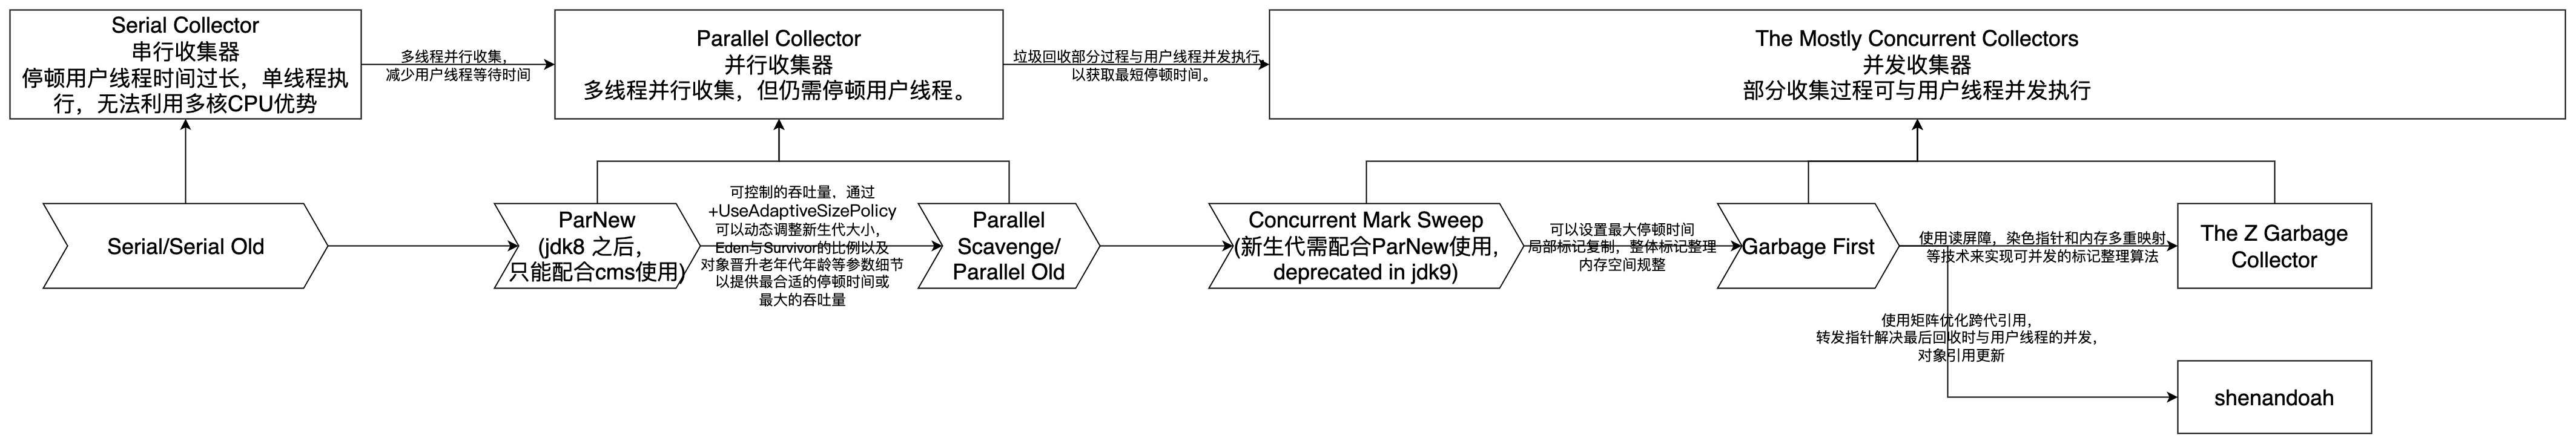 Serial Collector
串行收集器
停顿用户线程时间过长，单线程执
行，无法利用多核CPU优势
多线程并行收集，
减少用户线程等待时间
Parallel Collector
并行收集器
多线程并行收集，但仍需停顿用户线程。
垃圾回收部分过程与用户线程并发执行，
以获取最短停顿时间。
The Mostly Concurrent Collectors
并发收集器
部分收集过程可与用户线程并发执行
Serial/Serial Old
ParNew
(jdk8 之后，
只能配合cms使用)
可控制的吞吐量，通过
+UseAdaptiveSizePolicy
可以动态调整新生代大小，
Eden与Survivor的比例以及
对象晋升老年代年龄等参数细节
以提供最合适的停顿时间或
最大的吞吐量
Parallel
Scavenge/
Parallel Old
Concurrent Mark Sweep
(新生代需配合ParNew使用，
deprecated in jdk9)
可以设置最大停顿时间
局部标记复制，整体标记整理
内存空间规整
Garbage First
使用读屏障，染色指针和内存多重映射
等技术来实现可并发的标记整理算法
The Z Garbage
Collector
使用矩阵优化跨代引用，
转发指针解决最后回收时与用户线程的并发，
对象引用更新
shenandoah